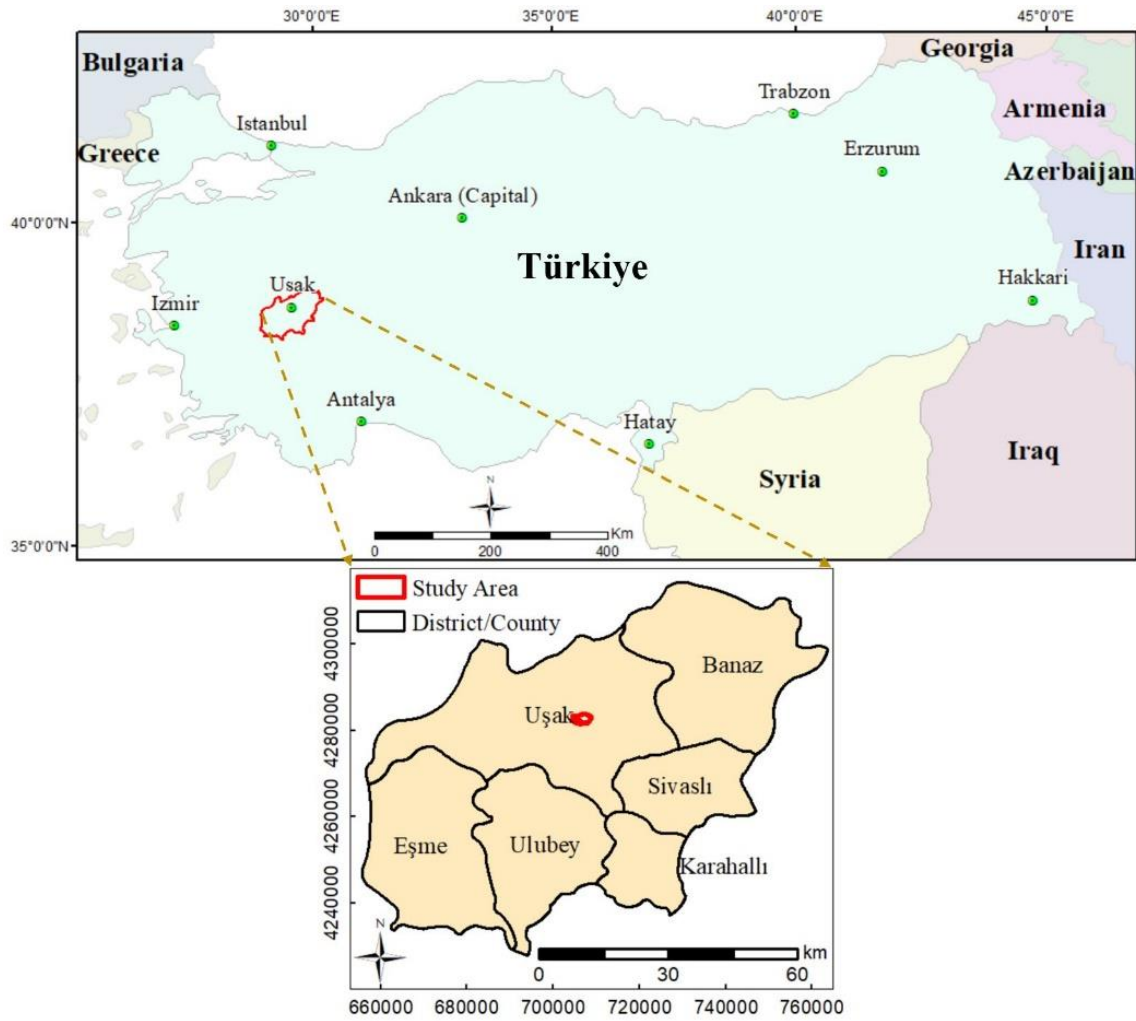 30°0'0"E 35°0'0"E 40°0'0"E 45°0'0"E
Bulgaria
Georgia
Trabzon
Armenia
Istanbul
Greece
Erzurum
Azerbaijan
Ankara (Capital)
40°0'0"N
Türkiye
Iran
Usak
Hakkari
Izmir
Antalya
Hatay
Syria
Iraq
N
Km
0 200 400
35°0'0"N
Study Area
District/County
4300000
Banaz
Uşak
4280000
Sivaslı
4260000
Eşme
Ulubey
Karahallı
4240000
N
km
0 30 60
660000 680000 700000 720000 740000 760000